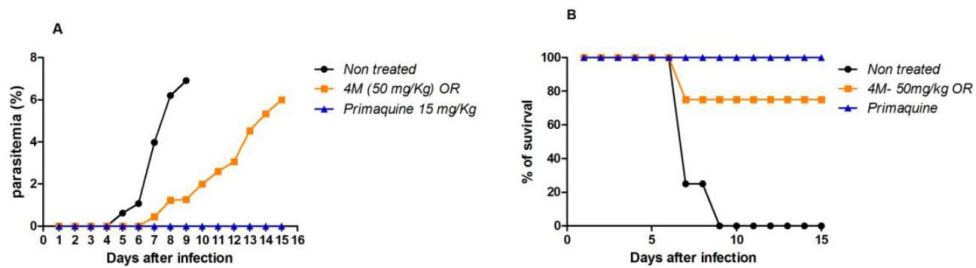 A
parasitemia (%)
8
6
4
2
0
0 1 2 3 4 5 6 7 8 9 10 11 12 13 14 15 16
Days after infection
Non treated
4M (50 mg/Kg) OR
Primaquine 15 mg/Kg
B
% of suvirval
100
80
60
40
20
0
0 5 10 15
Days after infection
Non treated
4M- 50mg/kg OR
Primaquine